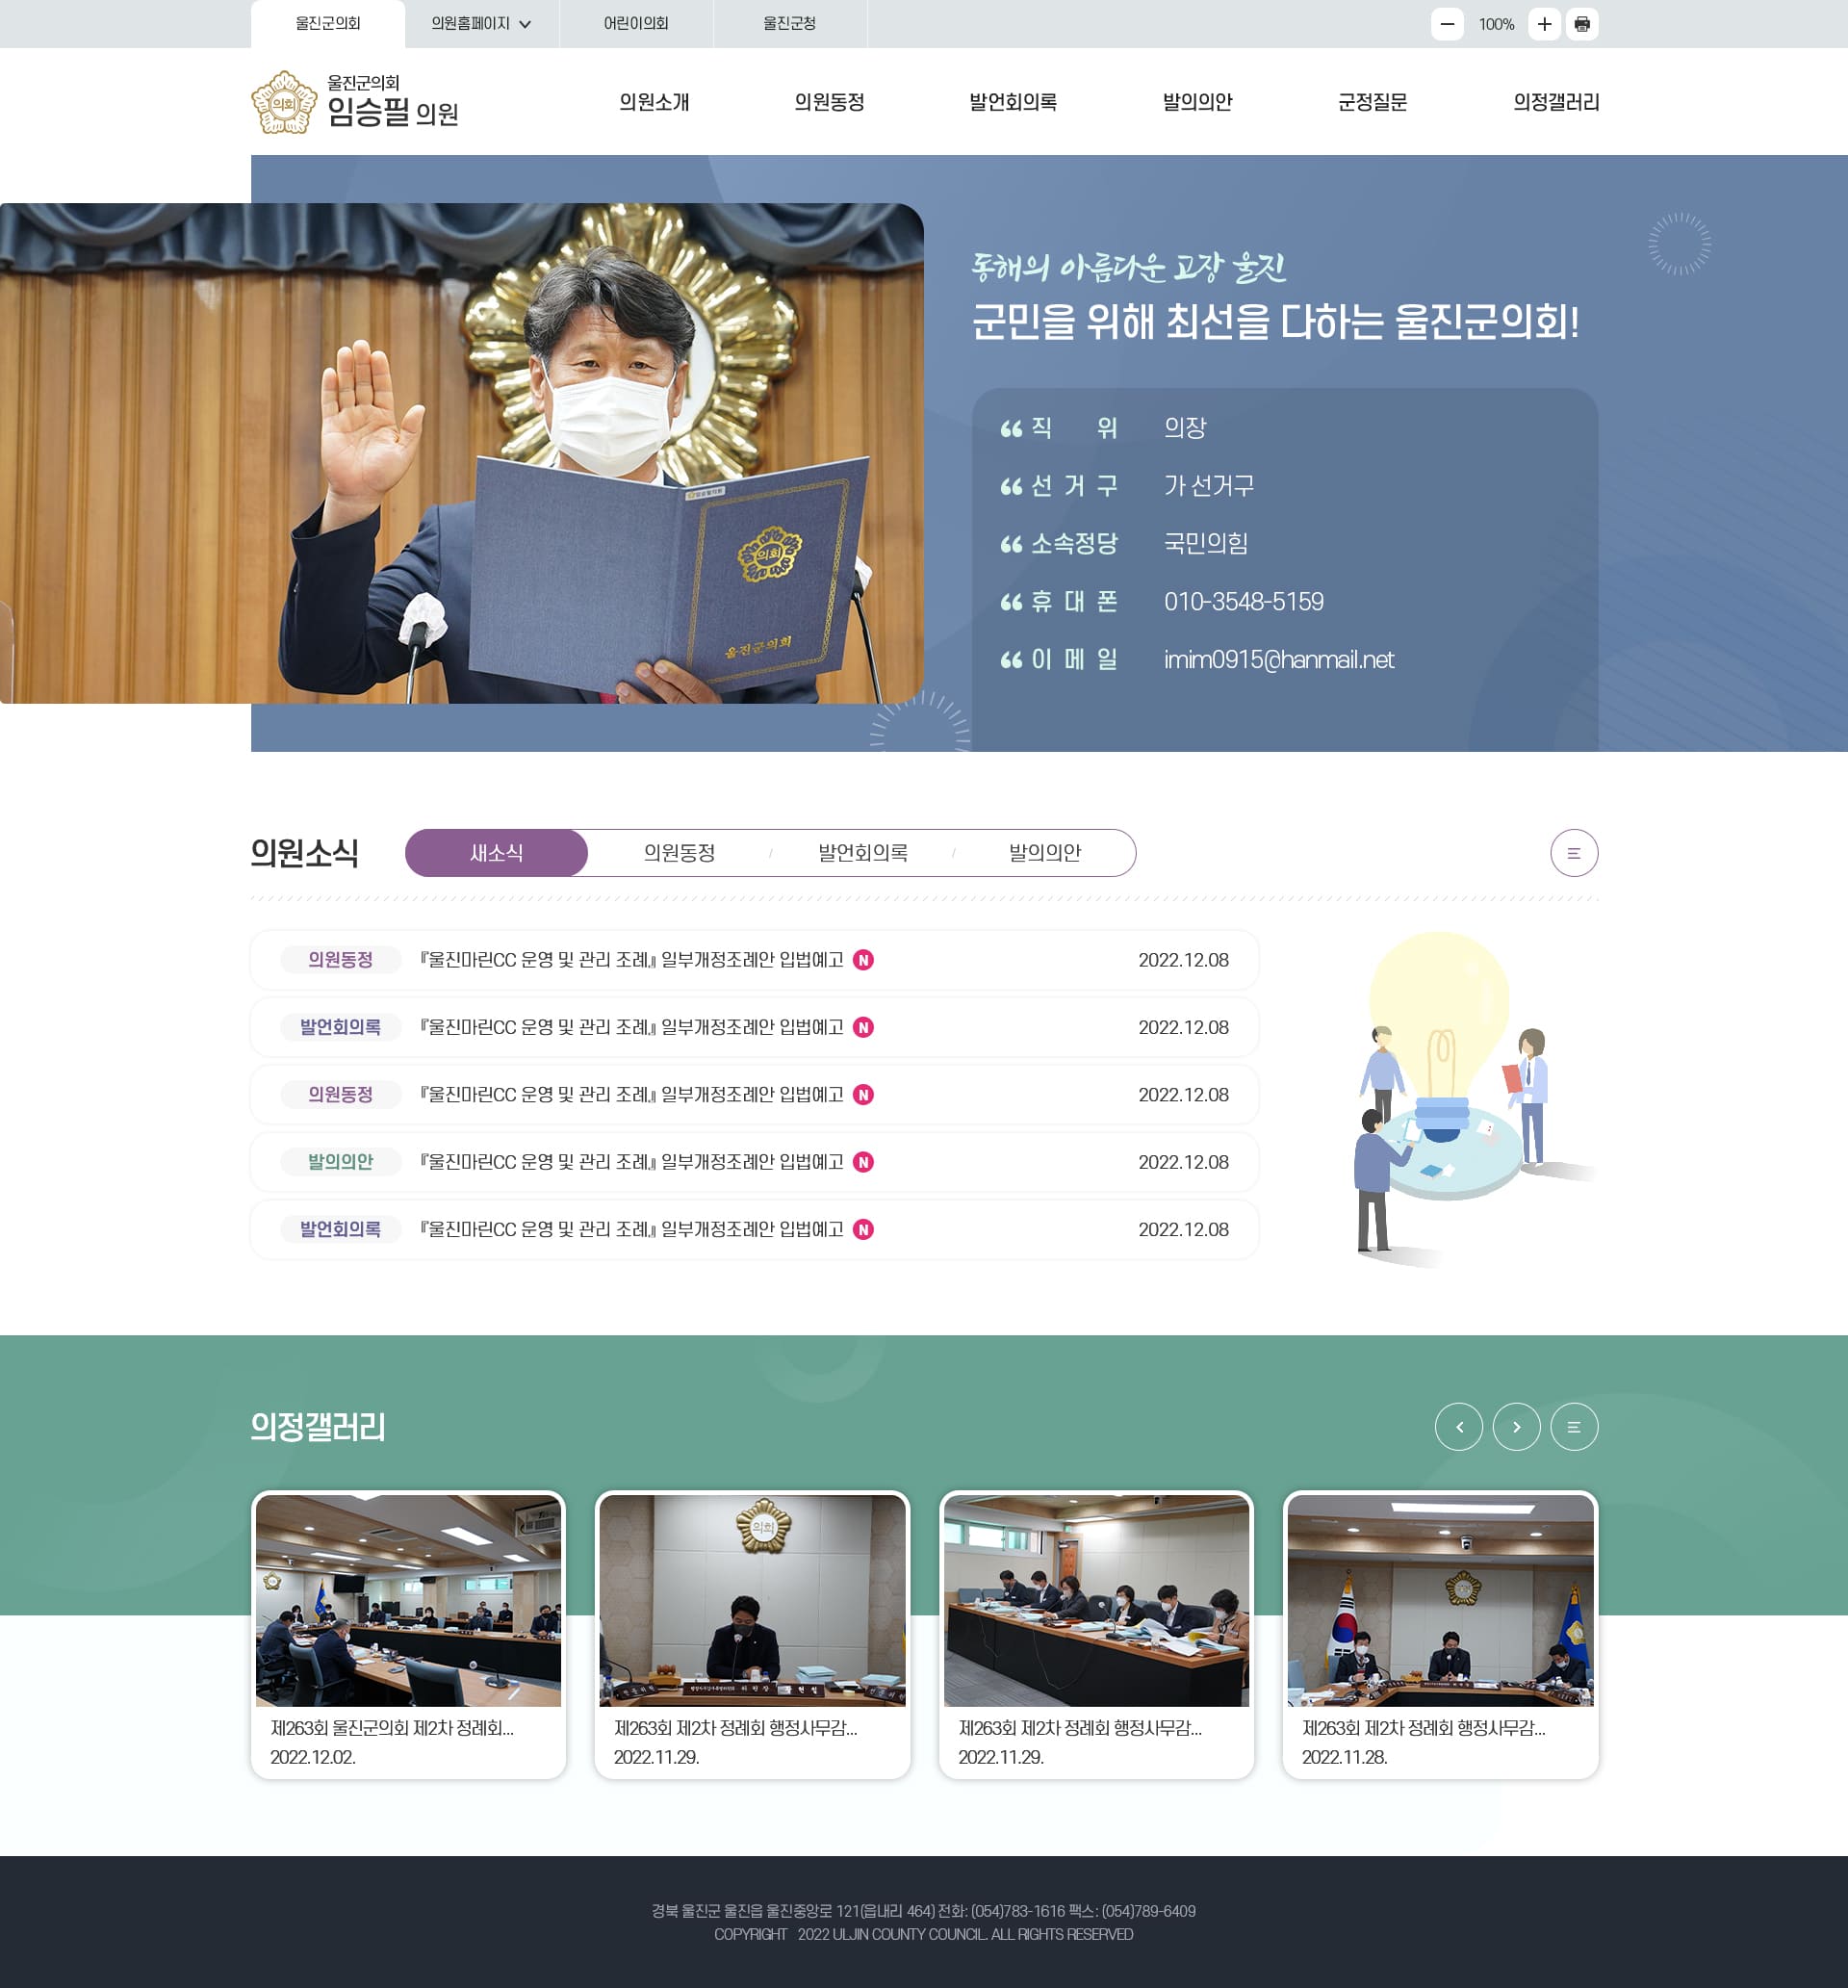 울진군의회
의원홈페이지
어린이의회
울진군청
100%
의회
울진군의회
임승필 의원
의원소개
의원동정
발언회의록
발의의안
군정질문
의정갤러리
의회
울진군의회
동해의 아름다운 고장 울진
군민을 위해 최선을 다하는 울진군의회!
직 위 의장
선 거 구 가 선거구
소속정당 국민의힘
휴 대 폰 010-3548-5159
이 메 일 imim0915@hanmail.net
의원소식
새소식
의원동정
/
발언회의록
/
발의의안
의원동정 『울진마린CC 운영 및 관리 조례』 일부개정조례안 입법예고 N 2022.12.08
발언회의록 『울진마린CC 운영 및 관리 조례』 일부개정조례안 입법예고 N 2022.12.08
의원동정 『울진마린CC 운영 및 관리 조례』 일부개정조례안 입법예고 N 2022.12.08
발의의안 『울진마린CC 운영 및 관리 조례』 일부개정조례안 입법예고 N 2022.12.08
발언회의록 『울진마린CC 운영 및 관리 조례』 일부개정조례안 입법예고 N 2022.12.08
의정갤러리
의회
제263회 울진군의회 제2차 정례회...
2022.12.02.
제263회 제2차 정례회 행정사무감...
2022.11.29.
제263회 제2차 정례회 행정사무감...
2022.11.29.
제263회 제2차 정례회 행정사무감...
2022.11.28.
경북 울진군 울진읍 울진중앙로 121(읍내리 464) 전화: (054)783-1616 팩스: (054)789-6409
COPYRIGHT 2022 ULJIN COUNTY COUNCIL. ALL RIGHTS RESERVED